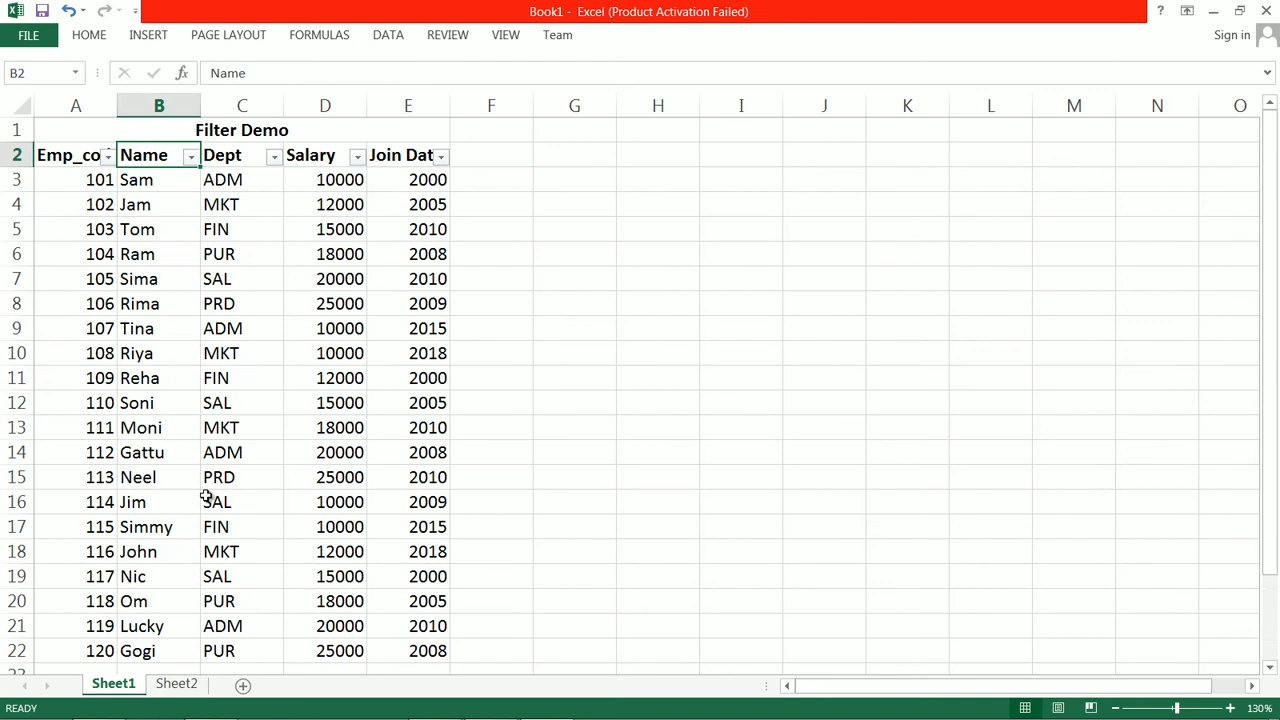 Book1 - Excel (Product Activation Failed)
?
FILE HOME INSERT PAGE LAYOUT FORMULAS DATA REVIEW VIEW Team Sign in
B2 fx Name
A B C D E F G H I J K L M N O
1 Filter Demo
2 Emp_co Name Dept Salary Join Dat
3 101 Sam ADM 10000 2000
4 102 Jam MKT 12000 2005
5 103 Tom FIN 15000 2010
6 104 Ram PUR 18000 2008
7 105 Sima SAL 20000 2010
8 106 Rima PRD 25000 2009
9 107 Tina ADM 10000 2015
10 108 Riya MKT 10000 2018
11 109 Reha FIN 12000 2000
12 110 Soni SAL 15000 2005
13 111 Moni MKT 18000 2010
14 112 Gattu ADM 20000 2008
15 113 Neel PRD 25000 2010
16 114 Jim SAL 10000 2009
17 115 Simmy FIN 10000 2015
18 116 John MKT 12000 2018
19 117 Nic SAL 15000 2000
20 118 Om PUR 18000 2005
21 119 Lucky ADM 20000 2010
22 120 Gogi PUR 25000 2008
Sheet1 Sheet2
READY 130%